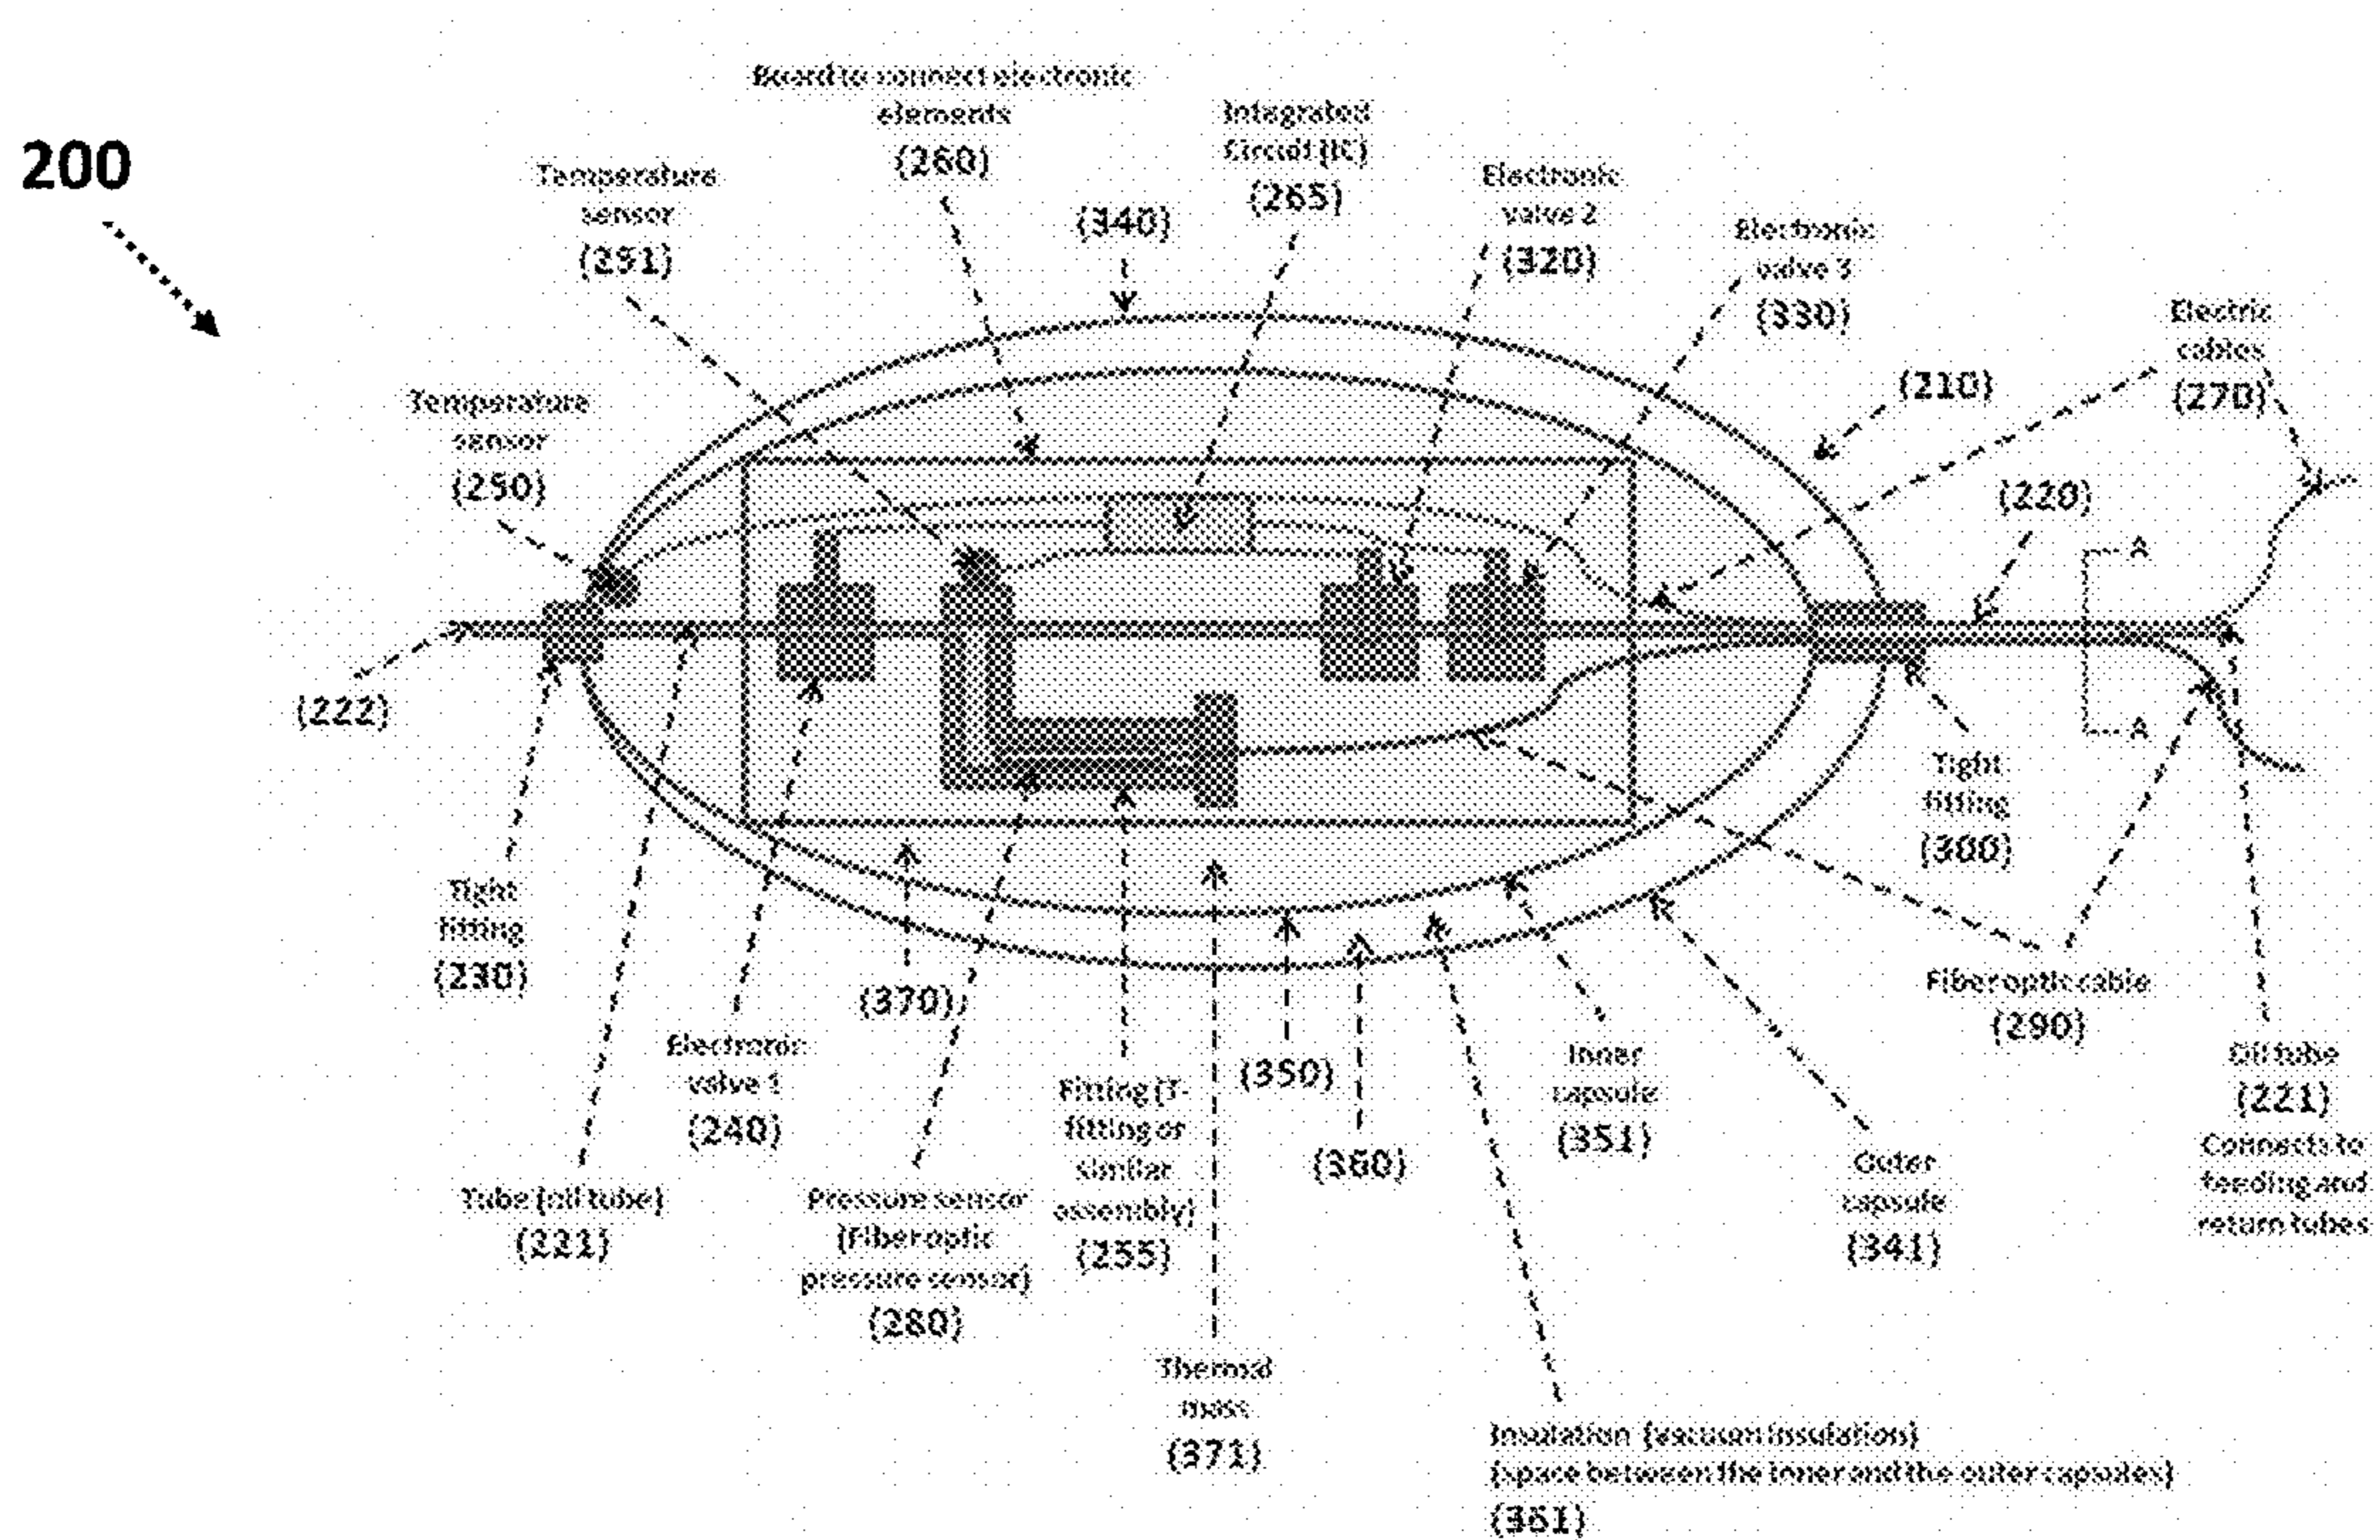 200
Board to connect electronic
elements
(260)
Integrated
Circuit (IC)
(265)
Temperature
sensor
(251)
(340)
Electronic
valve 2
(320)
Electronic
valve 3
(330)
Electric
cables
(270)
(210)
Temperature
sensor
(250)
(220)
A
A
(222)
Tight
fitting
(300)
Tight
fitting
(230)
(370)
Fiber optic cable
(290)
Electronic
valve 1
(240)
(350)
Inner
capsule
(351)
Oil tube
(221)
Connects to
feeding and
return tubes
Fitting (T-
fitting or
similar
assembly)
(255)
(360)
Outer
capsule
(341)
Tube (oil tube)
(221)
Pressure sensor
(Fiber optic
pressure sensor)
(280)
Thermal
mass
(371)
Insulation (vacuum insulation)
(space between the inner and the outer capsules)
(361)